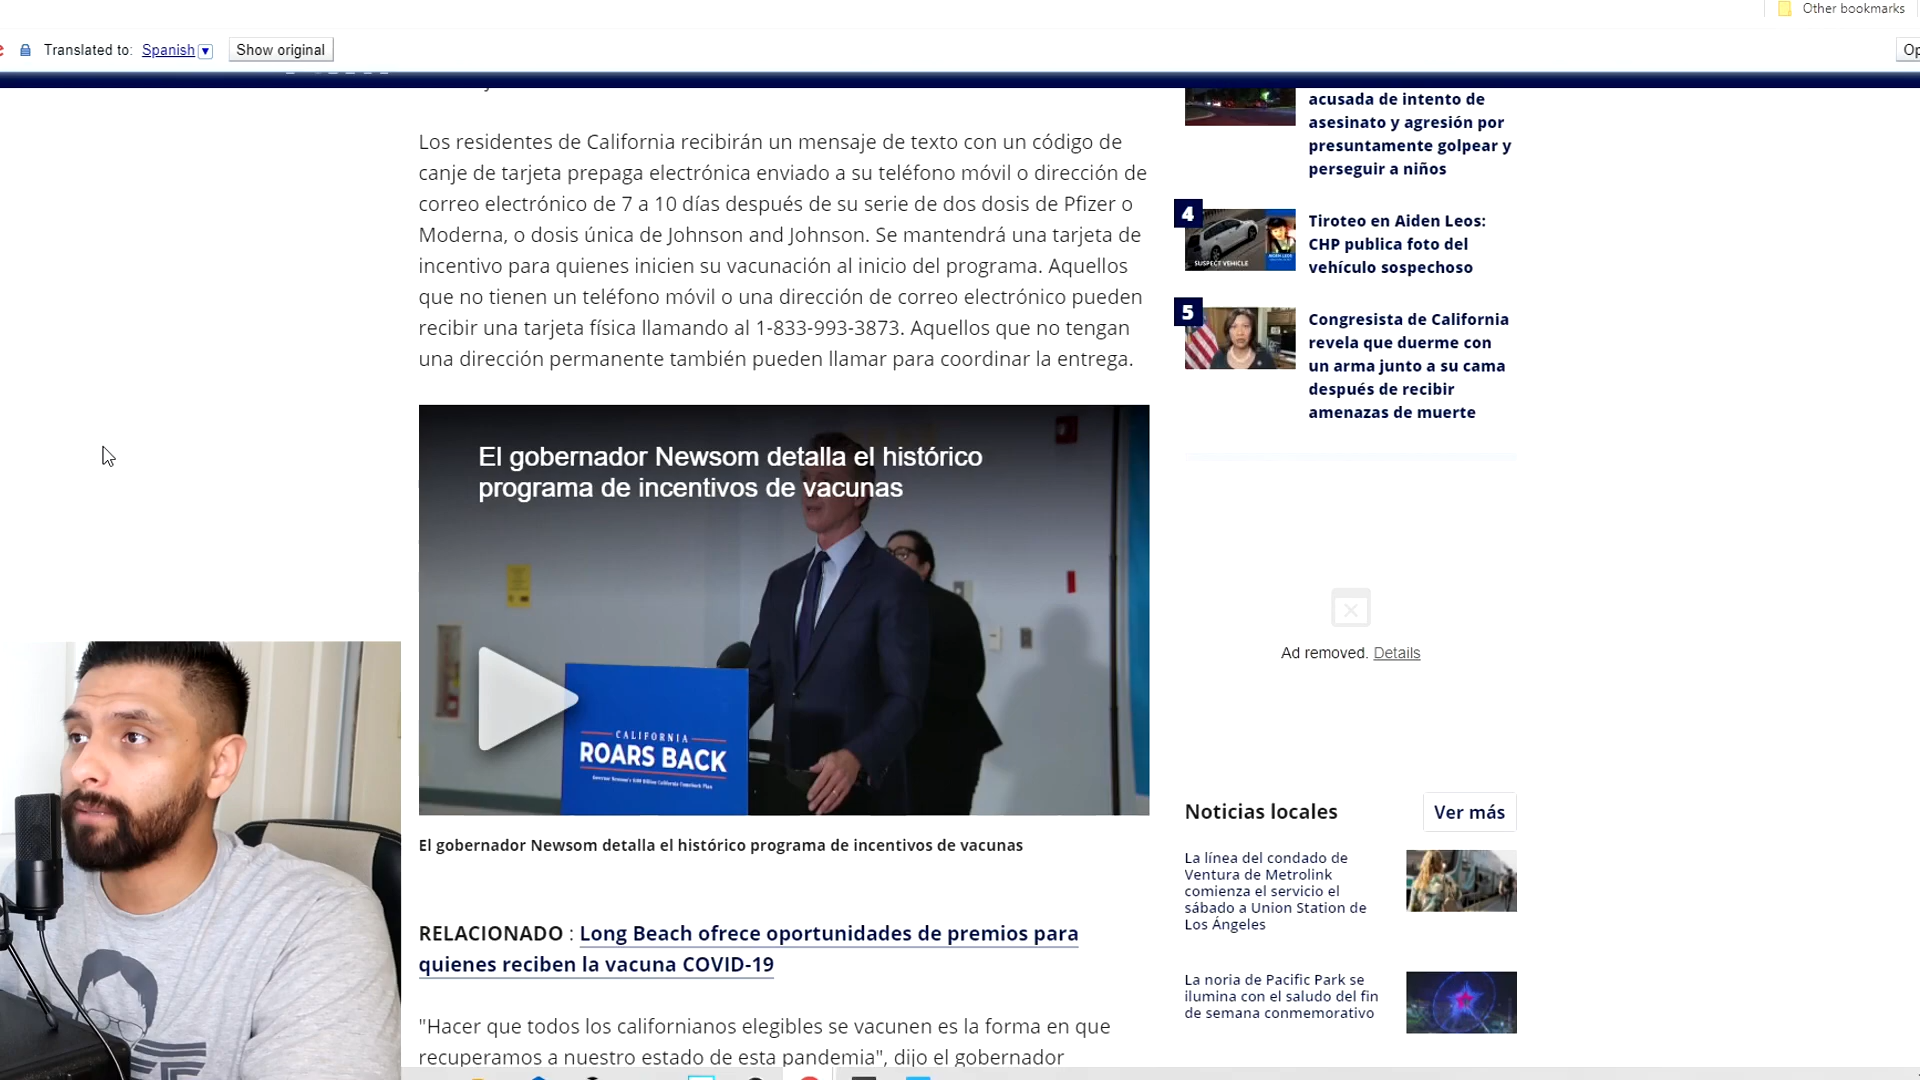 Other bookmarks
Translated to: Spanish
Show original
Los residentes de California recibirán un mensaje de texto con un código de
canje de tarjeta prepaga electrónica enviado a su teléfono móvil o dirección de
correo electrónico de 7 a 10 días después de su serie de dos dosis de Pfizer o
Moderna, o dosis única de Johnson and Johnson. Se mantendrá una tarjeta de
incentivo para quienes inicien su vacunación al inicio del programa. Aquellos
que no tienen un teléfono móvil o una dirección de correo electrónico pueden
recibir una tarjeta física llamando al 1-833-993-3873. Aquellos que no tengan
una dirección permanente también pueden llamar para coordinar la entrega.
El gobernador Newsom detalla el histórico
programa de incentivos de vacunas
CALIFORNIA
ROARS BACK
El gobernador Newsom detalla el histórico programa de incentivos de vacunas
RELACIONADO : Long Beach ofrece oportunidades de premios para
quienes reciben la vacuna COVID-19
"Hacer que todos los californianos elegibles se vacunen es la forma en que
recuperamos a nuestro estado de esta pandemia", dijo el gobernador
acusada de intento de
asesinato y agresión por
presuntamente golpear y
perseguir a niños
4
SUSPECT VEHICLE
Tiroteo en Aiden Leos:
CHP publica foto del
vehículo sospechoso
5
Congresista de California
revela que duerme con
un arma junto a su cama
después de recibir
amenazas de muerte
Ad removed. Details
Noticias locales
Ver más
La línea del condado de
Ventura de Metrolink
comienza el servicio el
sábado a Union Station de
Los Ángeles
La noria de Pacific Park se
ilumina con el saludo del fin
de semana conmemorativo